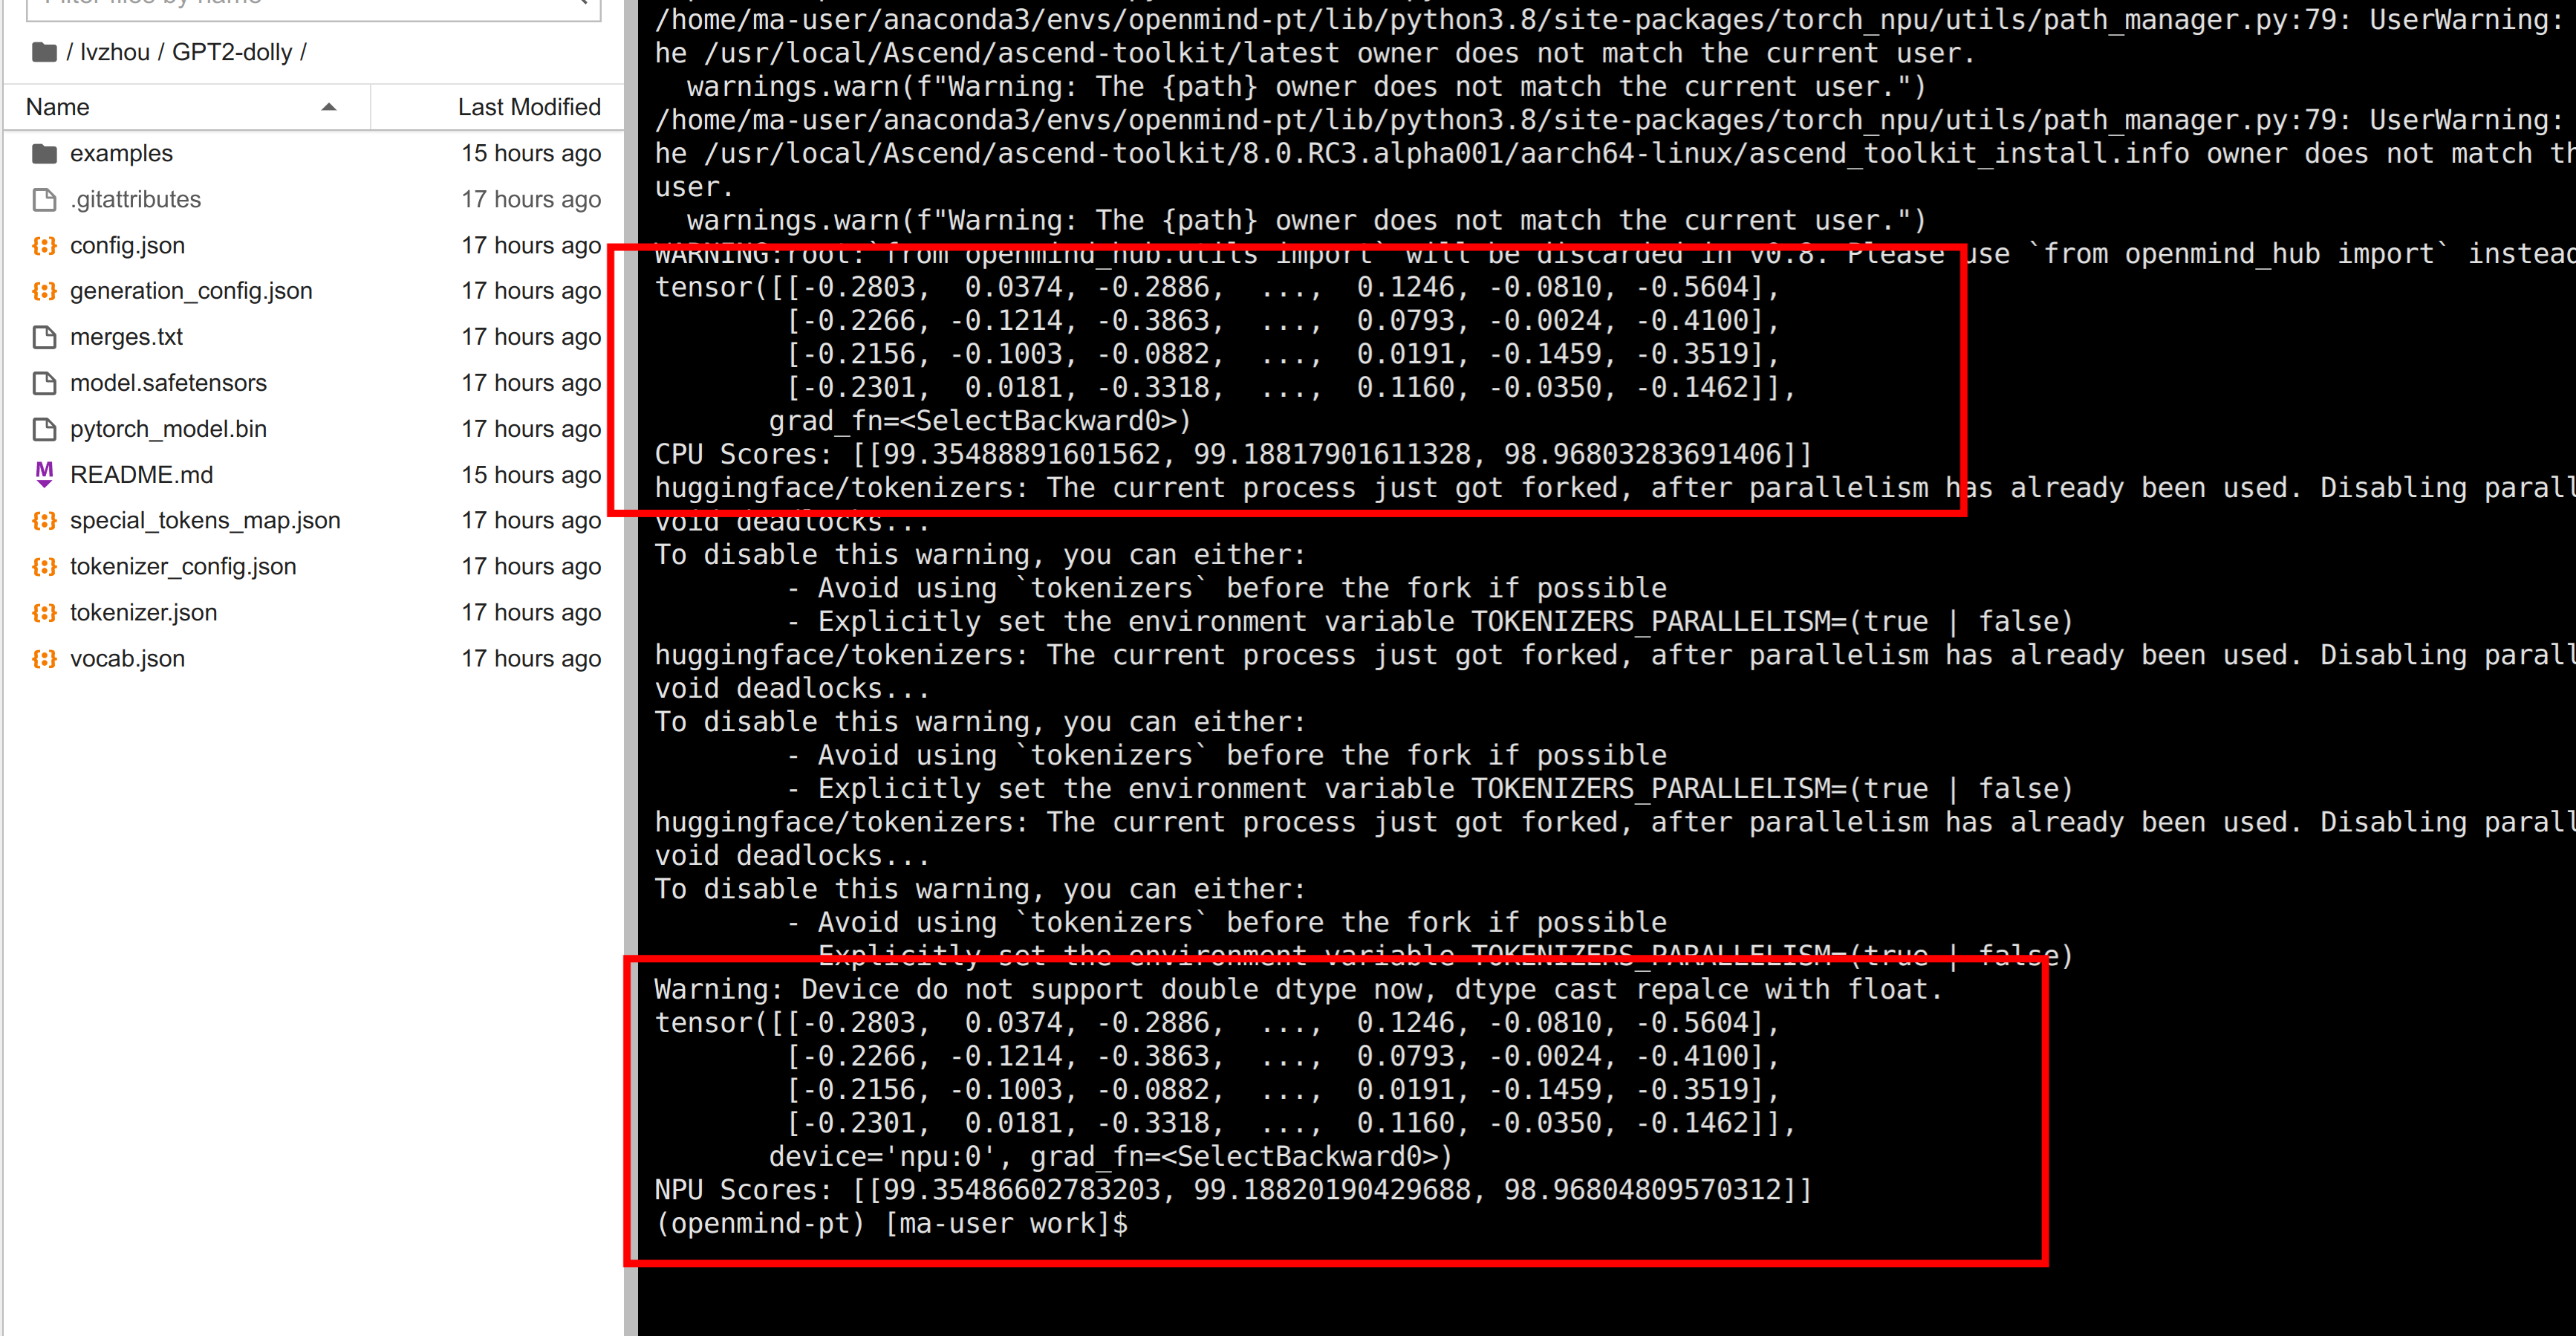 / lvzhou / GPT2-dolly /
Name Last Modified
examples 15 hours ago
.gitattributes 17 hours ago
config.json 17 hours ago
generation_config.json 17 hours ago
merges.txt 17 hours ago
model.safetensors 17 hours ago
pytorch_model.bin 17 hours ago
README.md 15 hours ago
special_tokens_map.json 17 hours ago
tokenizer_config.json 17 hours ago
tokenizer.json 17 hours ago
vocab.json 17 hours ago
/home/ma-user/anaconda3/envs/openmind-pt/lib/python3.8/site-packages/torch_npu/utils/path_manager.py:79: UserWarning:
he /usr/local/Ascend/ascend-toolkit/latest owner does not match the current user.
  warnings.warn(f"Warning: The {path} owner does not match the current user.")
/home/ma-user/anaconda3/envs/openmind-pt/lib/python3.8/site-packages/torch_npu/utils/path_manager.py:79: UserWarning:
he /usr/local/Ascend/ascend-toolkit/8.0.RC3.alpha001/aarch64-linux/ascend_toolkit_install.info owner does not match th
user.
  warnings.warn(f"Warning: The {path} owner does not match the current user.")
WARNING:root:`from openmind_hub.utils import` will be discarded in v0.8. Please use `from openmind_hub import` instead
tensor([[-0.2803,  0.0374, -0.2886,  ...,  0.1246, -0.0810, -0.5604],
        [-0.2266, -0.1214, -0.3863,  ...,  0.0793, -0.0024, -0.4100],
        [-0.2156, -0.1003, -0.0882,  ...,  0.0191, -0.1459, -0.3519],
        [-0.2301,  0.0181, -0.3318,  ...,  0.1160, -0.0350, -0.1462]],
       grad_fn=<SelectBackward0>)
CPU Scores: [[99.35488891601562, 99.18817901611328, 98.96803283691406]]
huggingface/tokenizers: The current process just got forked, after parallelism has already been used. Disabling parall
void deadlocks...
To disable this warning, you can either:
        - Avoid using `tokenizers` before the fork if possible
        - Explicitly set the environment variable TOKENIZERS_PARALLELISM=(true | false)
huggingface/tokenizers: The current process just got forked, after parallelism has already been used. Disabling parall
void deadlocks...
To disable this warning, you can either:
        - Avoid using `tokenizers` before the fork if possible
        - Explicitly set the environment variable TOKENIZERS_PARALLELISM=(true | false)
huggingface/tokenizers: The current process just got forked, after parallelism has already been used. Disabling parall
void deadlocks...
To disable this warning, you can either:
        - Avoid using `tokenizers` before the fork if possible
        Explicitly set the environment variable TOKENIZERS_PARALLELISM=(true | false)
Warning: Device do not support double dtype now, dtype cast repalce with float.
tensor([[-0.2803,  0.0374, -0.2886,  ...,  0.1246, -0.0810, -0.5604],
        [-0.2266, -0.1214, -0.3863,  ...,  0.0793, -0.0024, -0.4100],
        [-0.2156, -0.1003, -0.0882,  ...,  0.0191, -0.1459, -0.3519],
        [-0.2301,  0.0181, -0.3318,  ...,  0.1160, -0.0350, -0.1462]],
       device='npu:0', grad_fn=<SelectBackward0>)
NPU Scores: [[99.35486602783203, 99.18820190429688, 98.96804809570312]]
(openmind-pt) [ma-user work]$